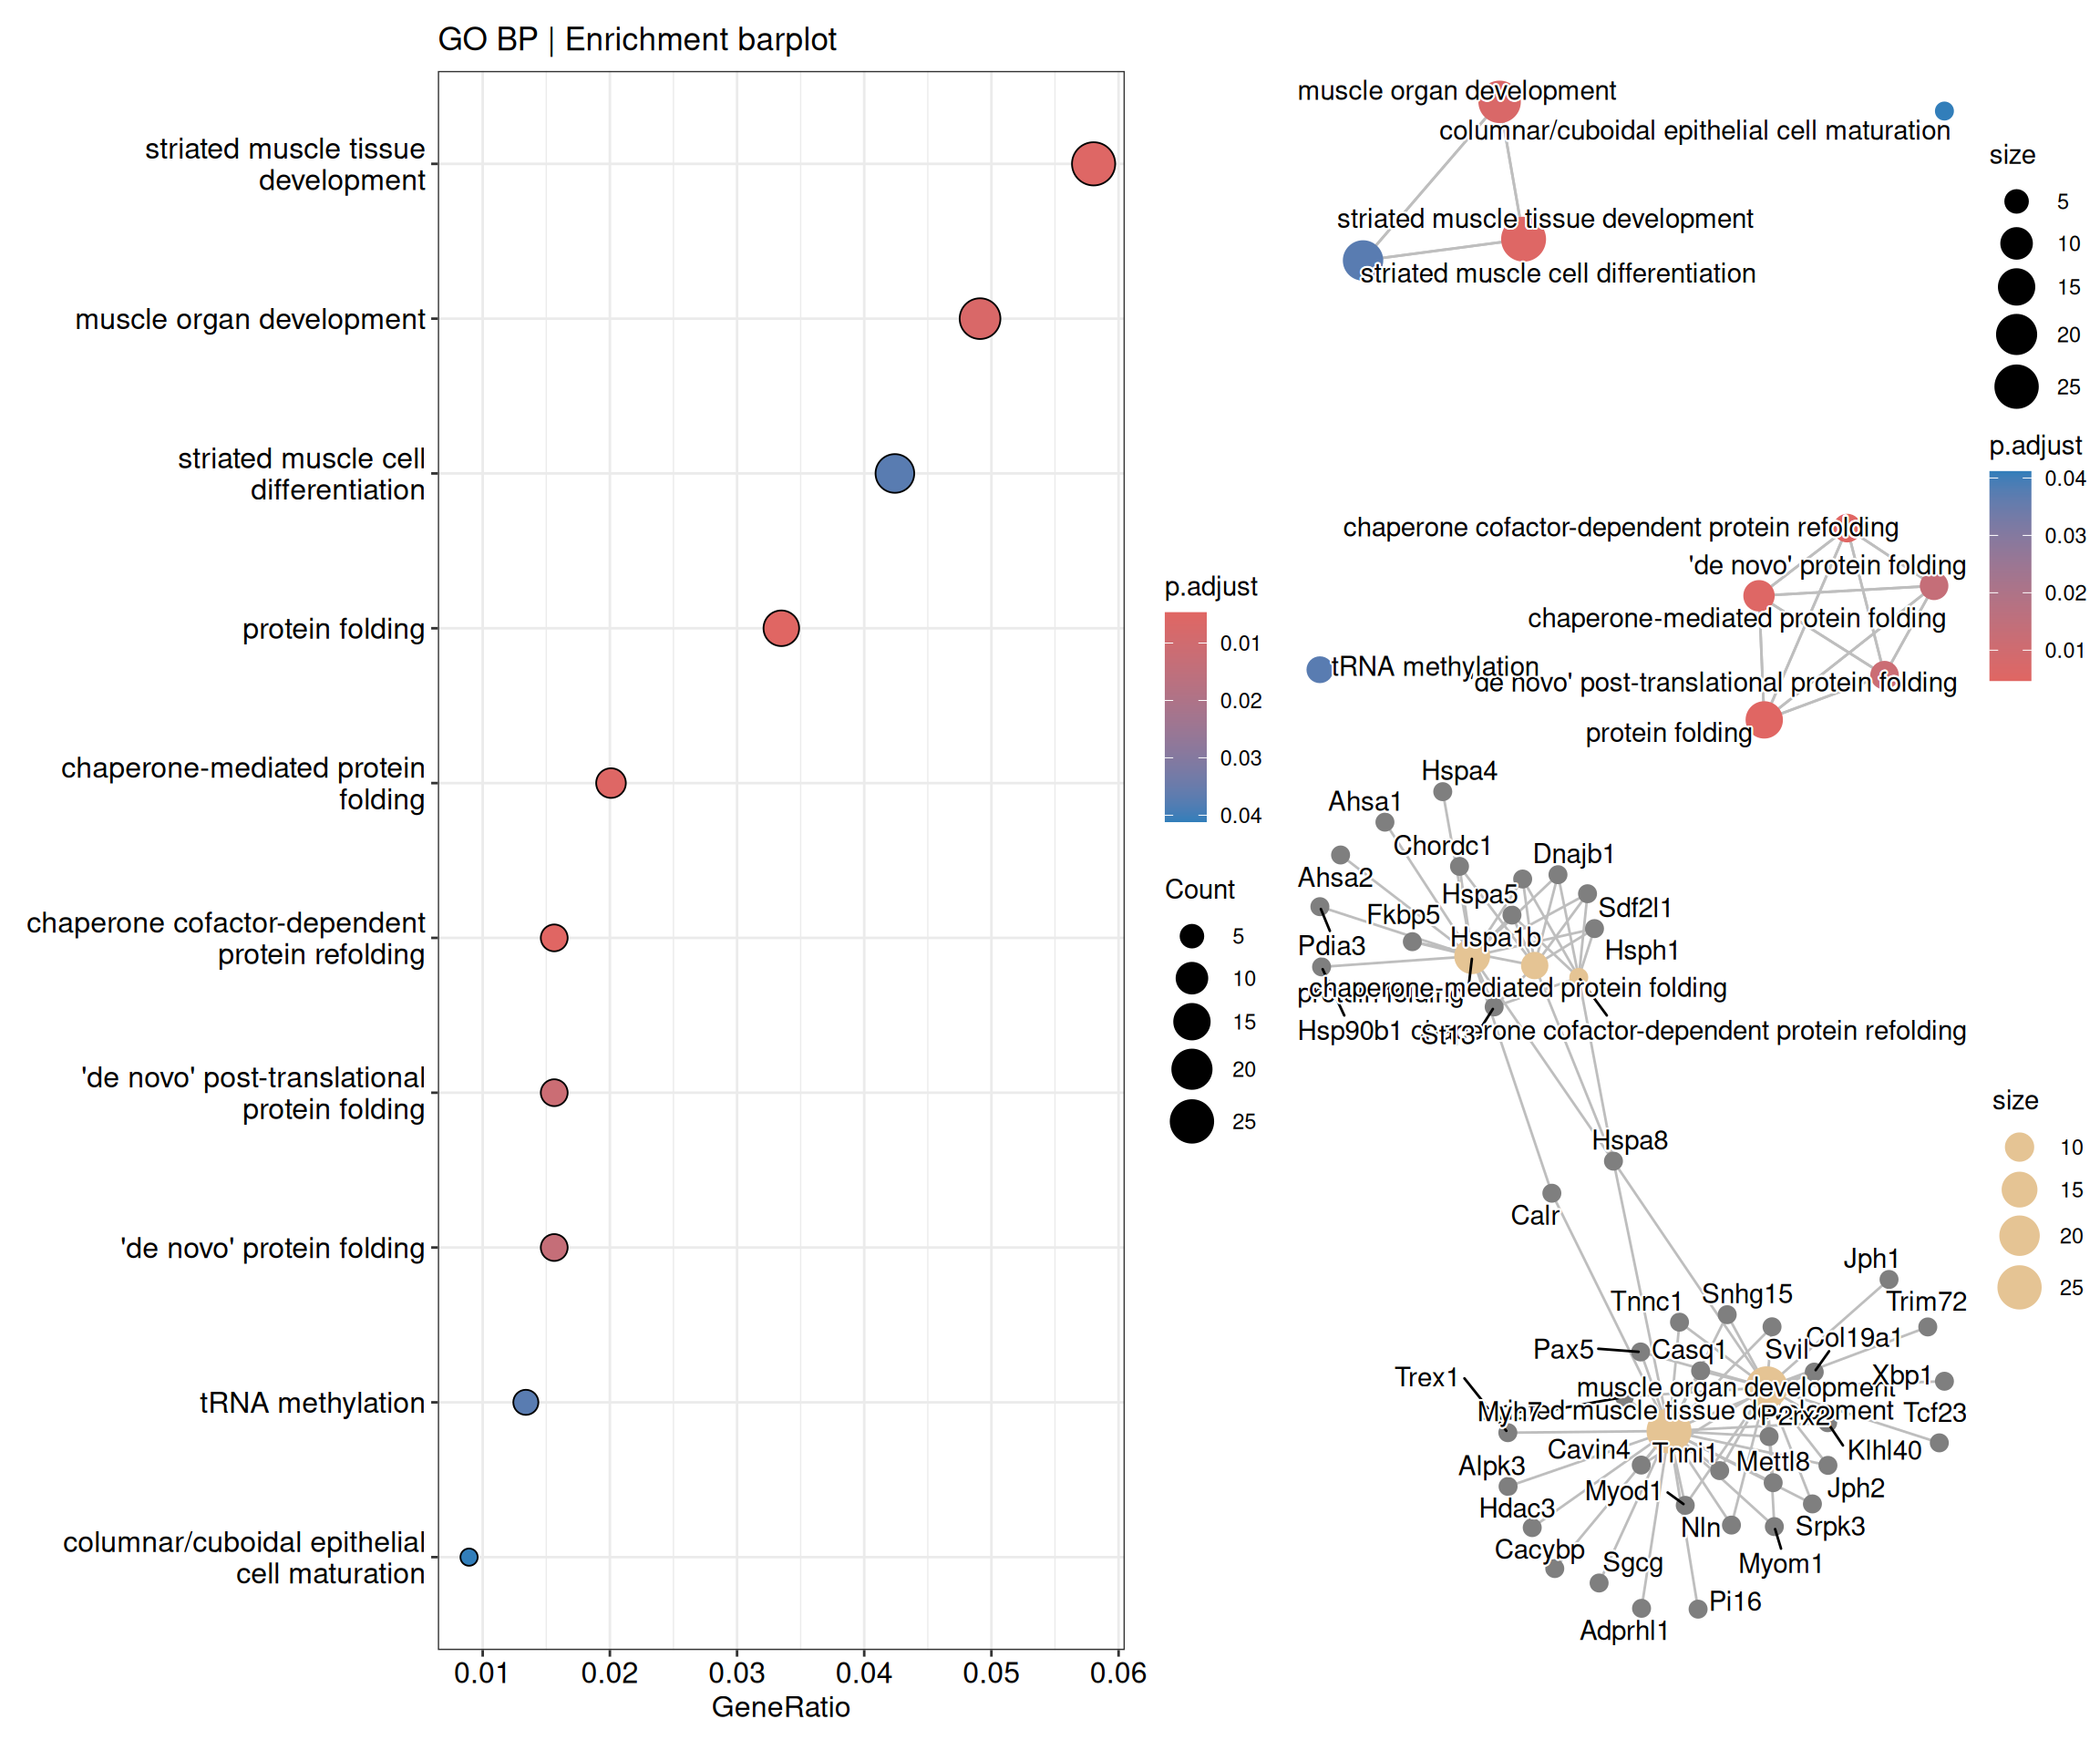 GO BP | Enrichment barplot
striated muscle tissue
development
muscle organ development
striated muscle cell
differentiation
protein folding
chaperone-mediated protein
folding
chaperone cofactor-dependent
protein refolding
'de novo' post-translational
protein folding
'de novo' protein folding
tRNA methylation
columnar/cuboidal epithelial
cell maturation
0.01 0.02 0.03 0.04 0.05 0.06
GeneRatio
p.adjust
0.01
0.02
0.03
0.04
Count
5
10
15
20
25
muscle organ development
columnar/cuboidal epithelial cell maturation
striated muscle tissue development
striated muscle cell differentiation
chaperone cofactor-dependent protein refolding
'de novo' protein folding
chaperone-mediated protein folding
tRNA methylation
de novo' post-translational protein folding
protein folding
size
5
10
15
20
25
p.adjust
0.04
0.03
0.02
0.01
Hspa4
Ahsa1
Chordc1
Dnajb1
Ahsa2
Hspa5
Fkbp5
Sdf2l1
Hspa1b
Pdia3
Hsph1
protein folding
chaperone-mediated protein folding
Hsp90b1
St13
cofactor-dependent protein refolding
Hspa8
Calr
Jph1
Tnnc1
Snhg15
Trim72
Pax5
Casq1
Svil
Col19a1
Trex1
Xbp1
muscle organ development
Myh7
muscle tissue
P2rx2
Tcf23
Cavin4
Tnni1
Mettl8
Klhl40
Alpk3
Myod1
Jph2
Hdac3
Nln
Srpk3
Cacybp
Sgcg
Myom1
Pi16
Adprhl1
size
10
15
20
25